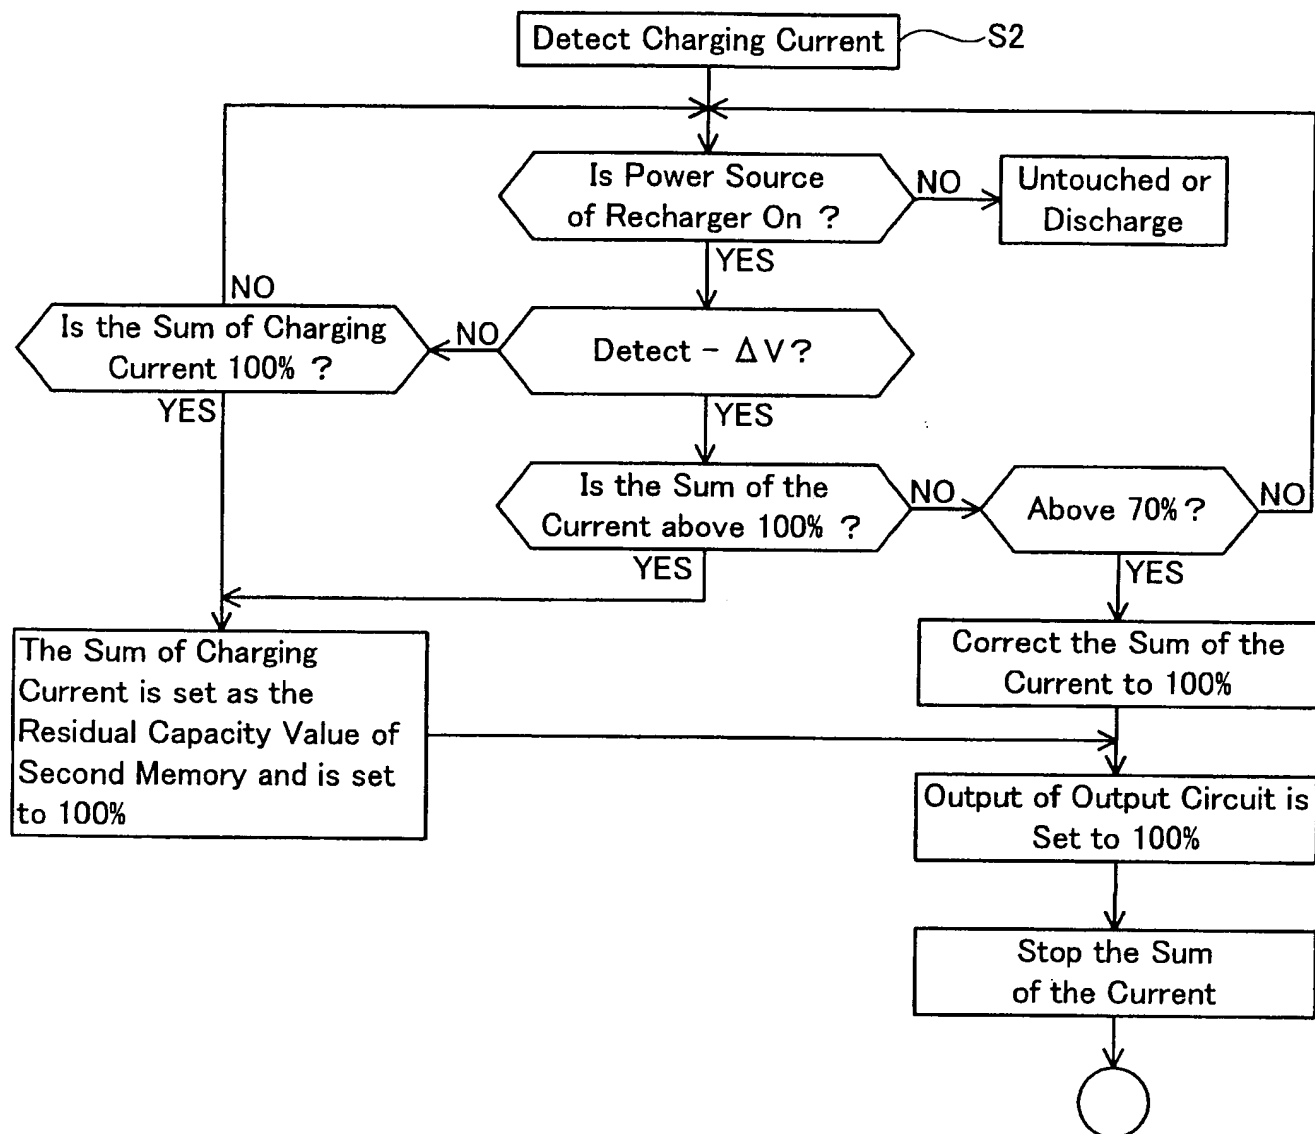 Detect Charging Current
S2
Is Power Source
of Recharger On ?
NO
Untouched or
Discharge
YES
NO
Is the Sum of Charging
Current 100% ?
NO
Detect - ΔV?
YES
YES
Is the Sum of the
Current above 100% ?
NO
Above 70%?
NO
YES
YES
The Sum of Charging
Current is set as the
Residual Capacity Value of
Second Memory and is set
to 100%
Correct the Sum of the
Current to 100%
Output of Output Circuit is
Set to 100%
Stop the Sum
of the Current